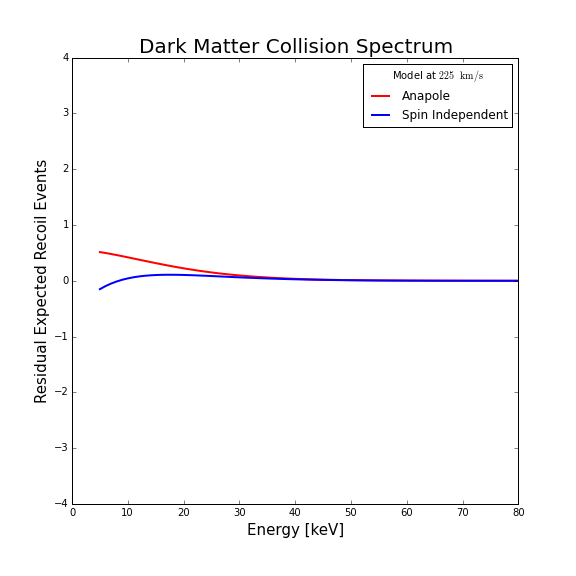 Dark Matter Collision Spectrum
Model at 225 km/s
Anapole
Spin Independent
Residual Expected Recoil Events
4
3
2
1
0
−1
−2
−3
−4
0 10 20 30 40 50 60 70 80
Energy [keV]